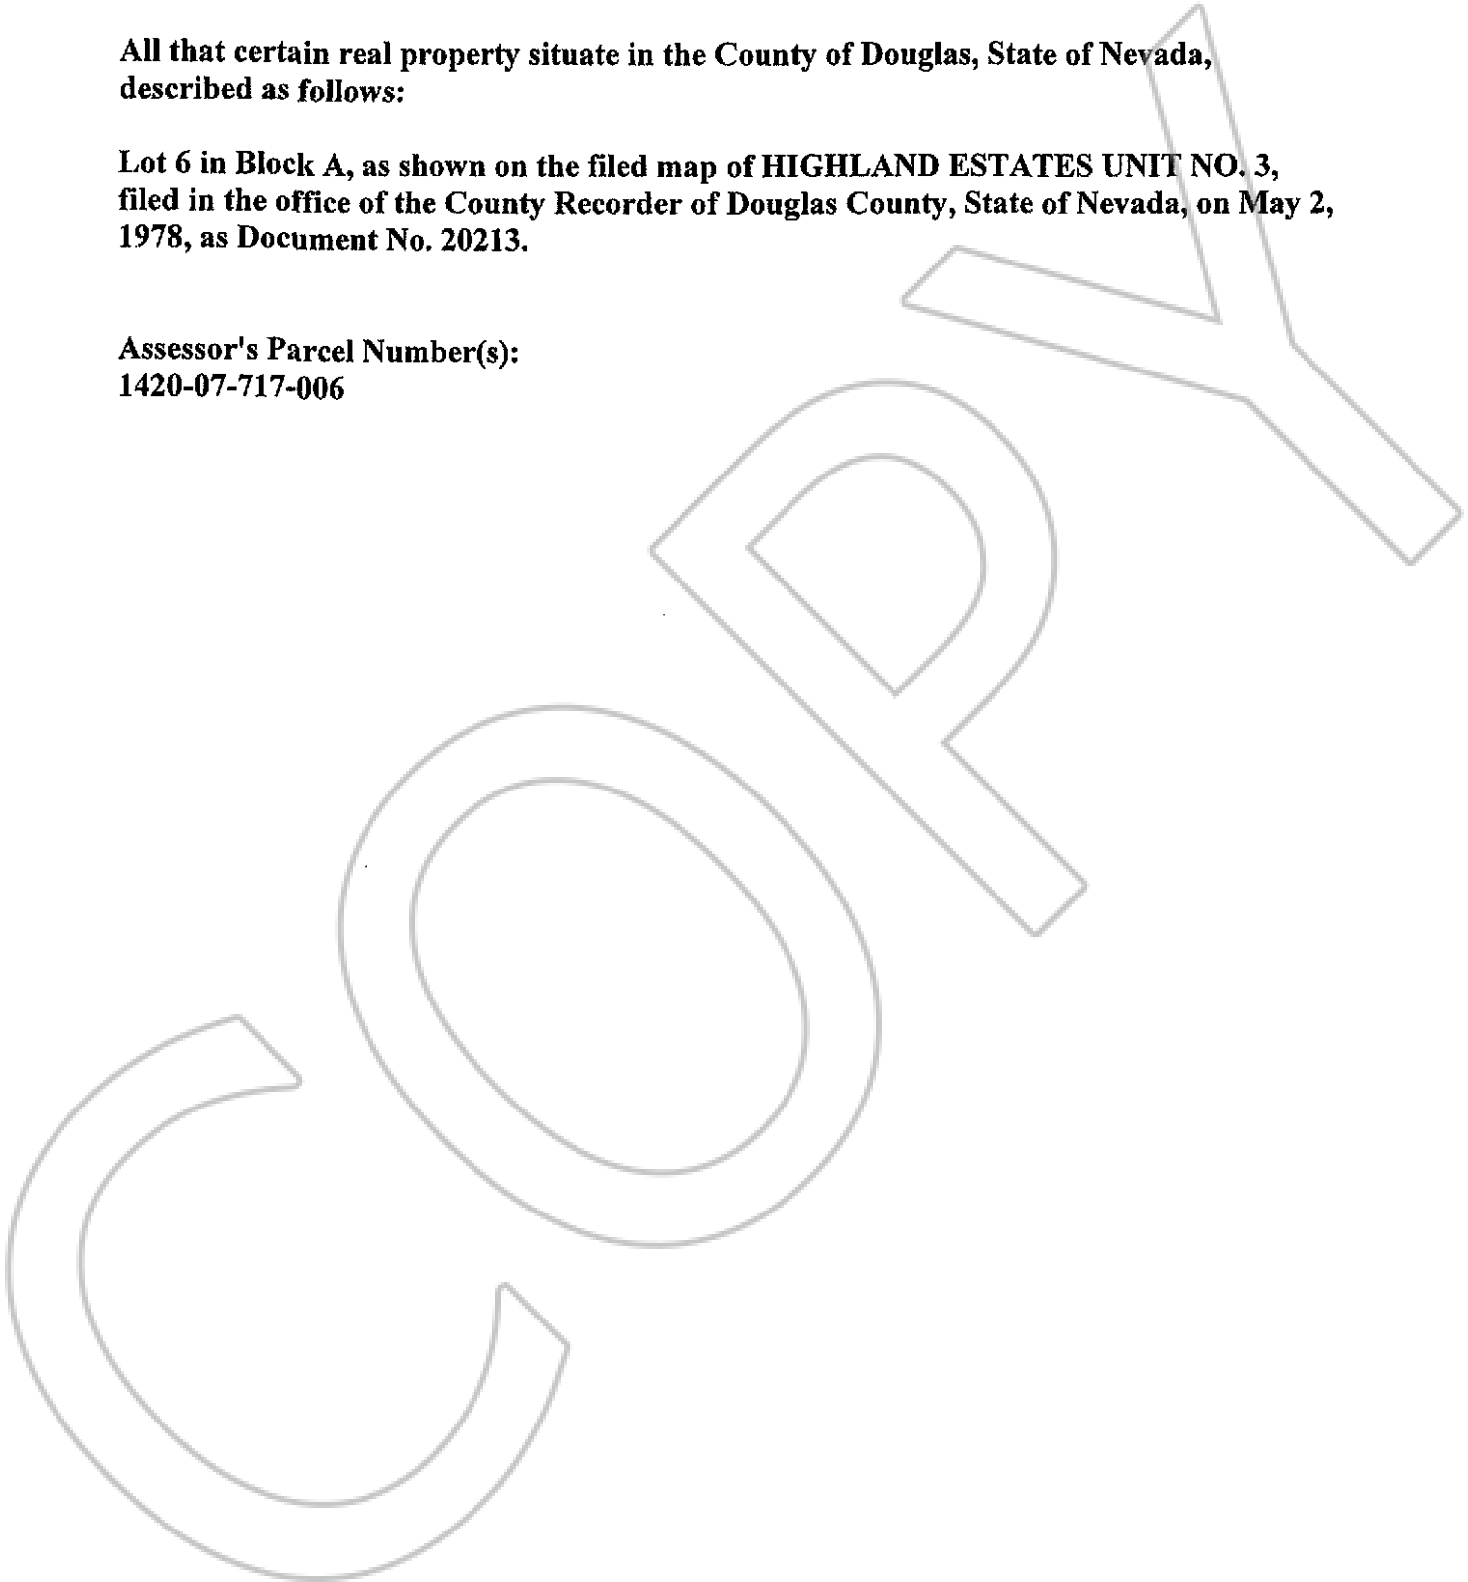 All that certain real property situate in the County of Douglas, State of Nevada,
described as follows:
Lot 6 in Block A, as shown on the filed map of HIGHLAND ESTATES UNIT NO. 3,
filed in the office of the County Recorder of Douglas County, State of Nevada, on May 2,
1978, as Document No. 20213.
Assessor's Parcel Number(s):
1420-07-717-006
COPY